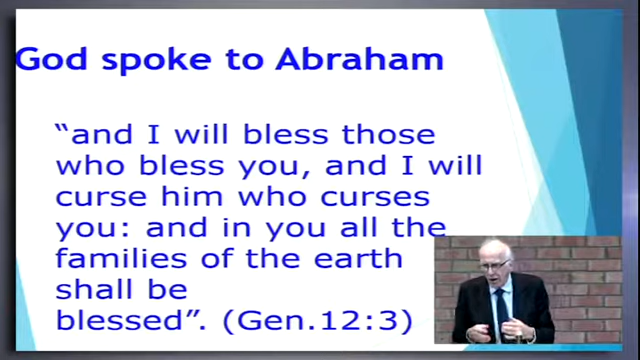 God spoke to Abraham
“and I will bless those
who bless you, and I will
curse him who curses
you: and in you all the
families of the earth
shall be
blessed”. (Gen.12:3)